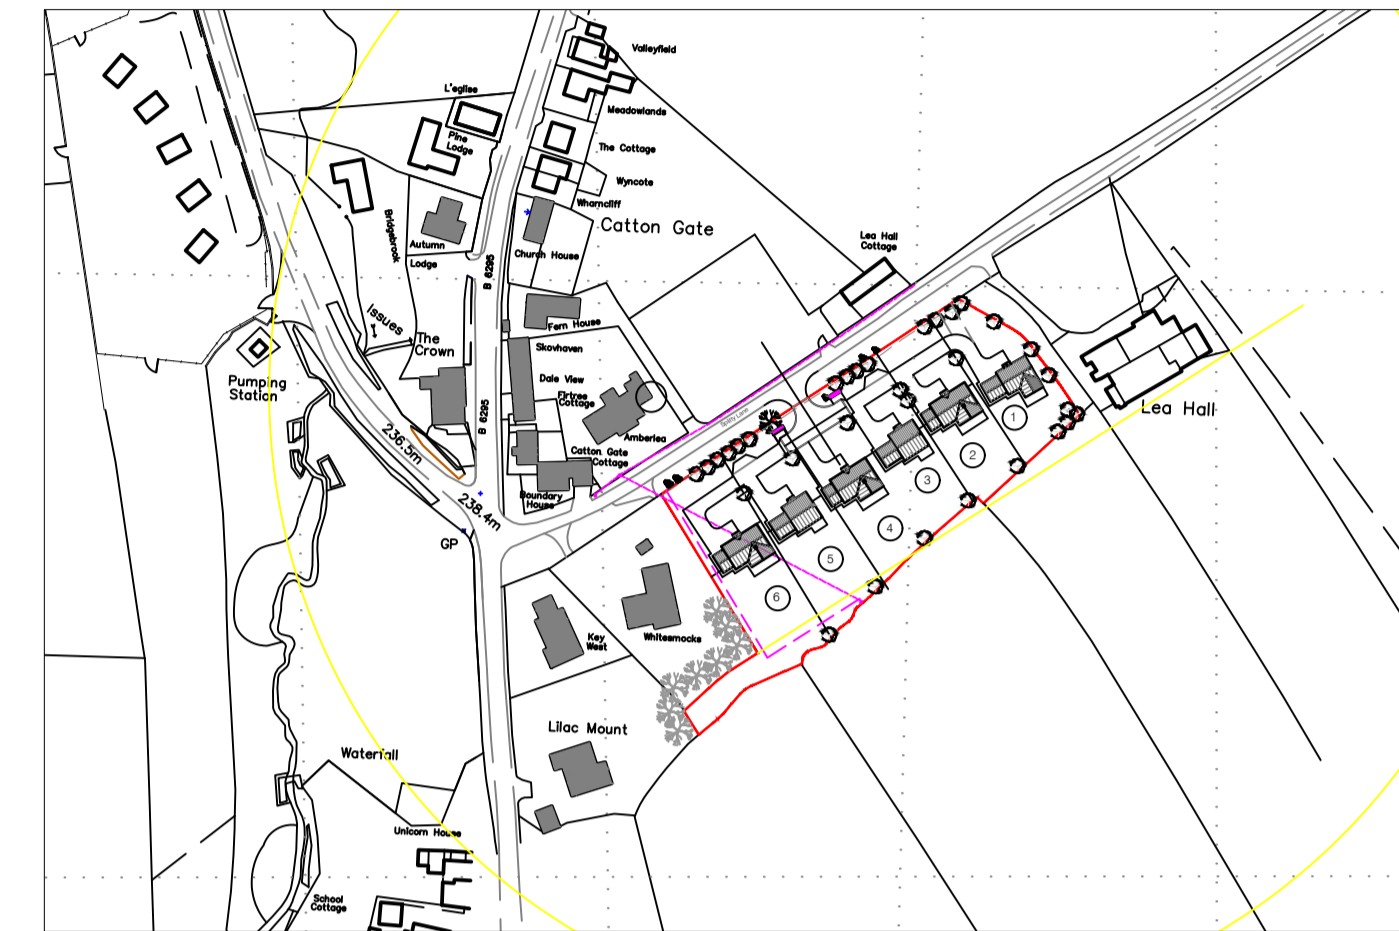 Valleyfield
L'eglise
Meadowlands
Pine
Lodge
The Cottage
Wyncote
Wharncliff
Bridgebrook
Catton Gate
Lea Hall
Cottage
Autumn
Lodge
Church House
B 6295
Issues
Fern House
The
Crown
Skovhaven
Dale View
Firtree
Cottage
Pumping
Station
B 6295
Amberlea
Catton Gate
Cottage
Lea Hall
236.5m
Boundary
House
238.4m
GP
1
2
3
4
5
6
Key
West
Whitesmocks
Lilac Mount
Waterfall
Unicorn House
School
Cottage